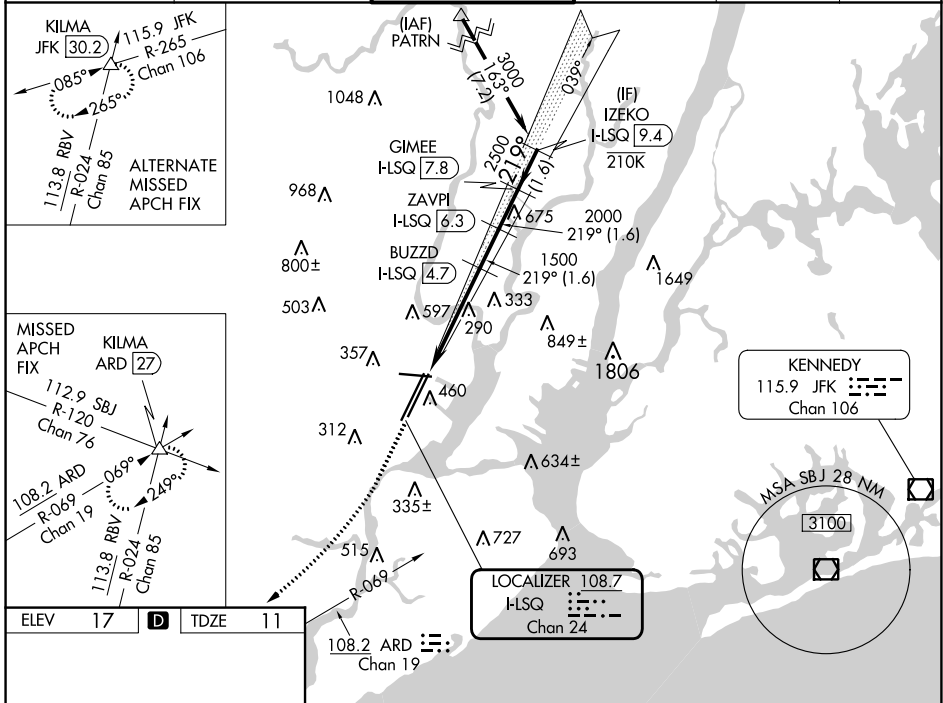 KILMA
JFK 30.2
115.9 JFK
R-265
Chan 106
085°
265°
113.8 RBV
R-024
Chan 85
ALTERNATE
MISSED
APCH FIX
(IAF)
PATRN
3000
163°
(7.2)
039°
(IF)
IZEKO
I-LSQ 9.4
210K
1048
GIMEE
I-LSQ 7.8
2500
219°
(1.6)
968
ZAVPI
I-LSQ 6.3
675
2000
219° (1.6)
BUZZD
I-LSQ 4.7
1500
219° (1.6)
800±
1649
503
597
333
290
849±
1806
357
460
312
634±
335±
727
693
515
R-069
MISSED
APCH
FIX
KILMA
ARD 27
112.9 SBJ
R-120
Chan 76
108.2 ARD
R-069
Chan 19
069°
249°
113.8 RBV
R-024
Chan 85
KENNEDY
115.9 JFK
Chan 106
MSA SBJ 28 NM
3100
LOCALIZER 108.7
I-LSQ
Chan 24
108.2 ARD
Chan 19
ELEV 17 D TDZE 11